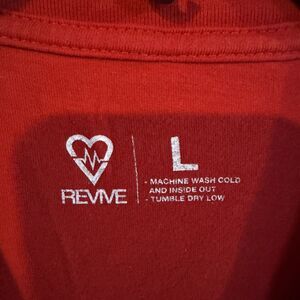 REVIVE
L
- MACHINE WASH COLD
AND INSIDE OUT
- TUMBLE DRY LOW